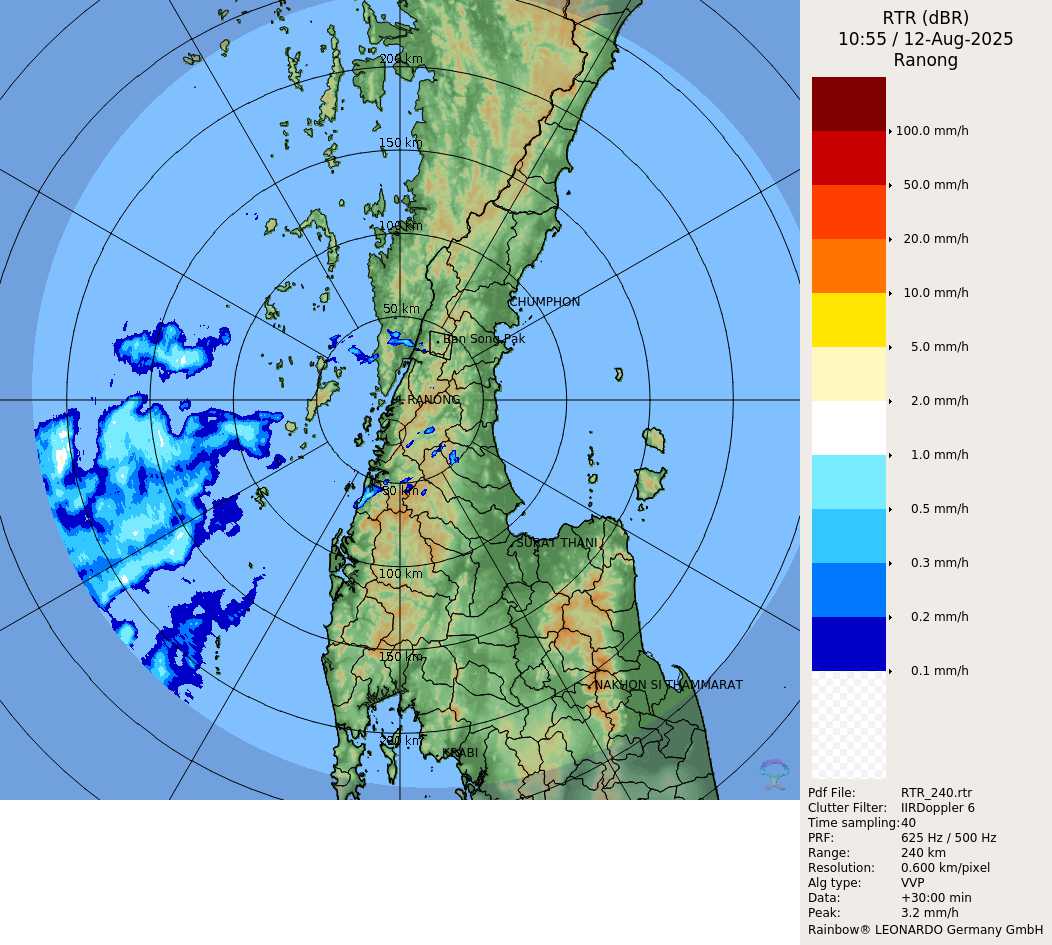 RTR (dBR)
10:55 / 12-Aug-2025
Ranong
200 km
150 km
100 km
50 km
CHUMPHON
Ban Song Pak
RANONG
50 km
SURAT THANI
100 km
150 km
NAKHON SI THAMMARAT
200 km
KRABI
100.0 mm/h
50.0 mm/h
20.0 mm/h
10.0 mm/h
5.0 mm/h
2.0 mm/h
1.0 mm/h
0.5 mm/h
0.3 mm/h
0.2 mm/h
0.1 mm/h
Pdf File: RTR_240.rtr
Clutter Filter: IIRDoppler 6
Time sampling:40
PRF: 625 Hz / 500 Hz
Range: 240 km
Resolution: 0.600 km/pixel
Alg type: VVP
Data: +30:00 min
Peak: 3.2 mm/h
Rainbow® LEONARDO Germany GmbH